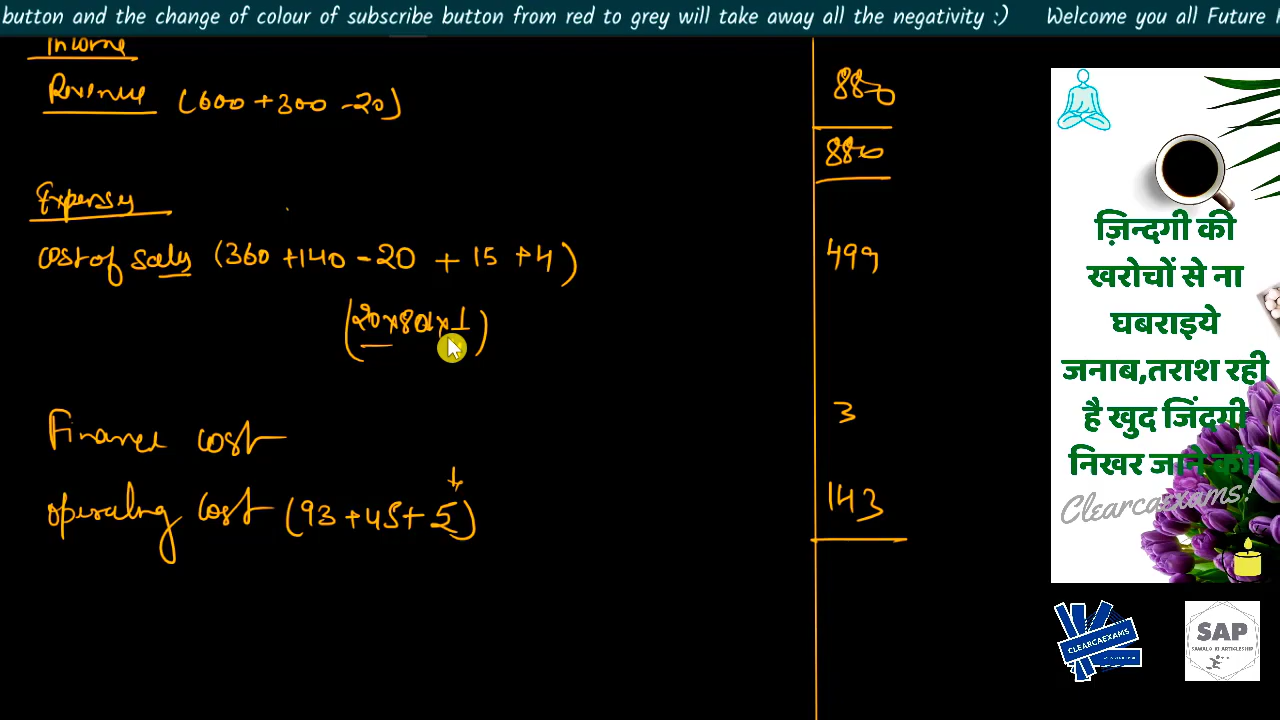 button and the change of colour of subscribe button from red to grey will take away all the negativity :) Welcome you all Future
Income
Revenue (600 + 300 - 20) 880
880
Expenses
cost of sales (360 + 140 - 20 + 15 + 4) 499
Finance cost 3
operating cost (93 + 45 + 5) 143
ज़िन्दगी की
खरोचों से ना
घबराइये
जनाब,तराश रही
है खुद जिंदगी
निखर जाने को।
Clearcaexams!
CLEARCAEXAMS
SAP
SAMALO KI ARTICLESHIP